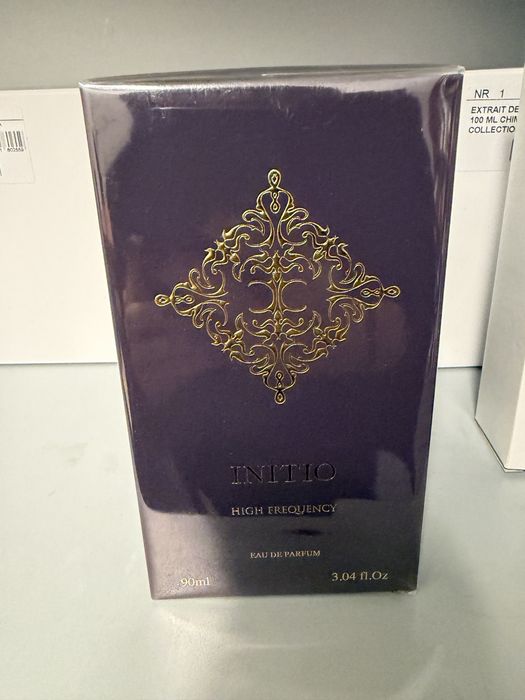 NR 1
EXTRAIT DE
100 ML CHIM
COLLECTIO
INITIO
HIGH FREQUENCY
EAU DE PARFUM
90ml
3.04 fl.Oz